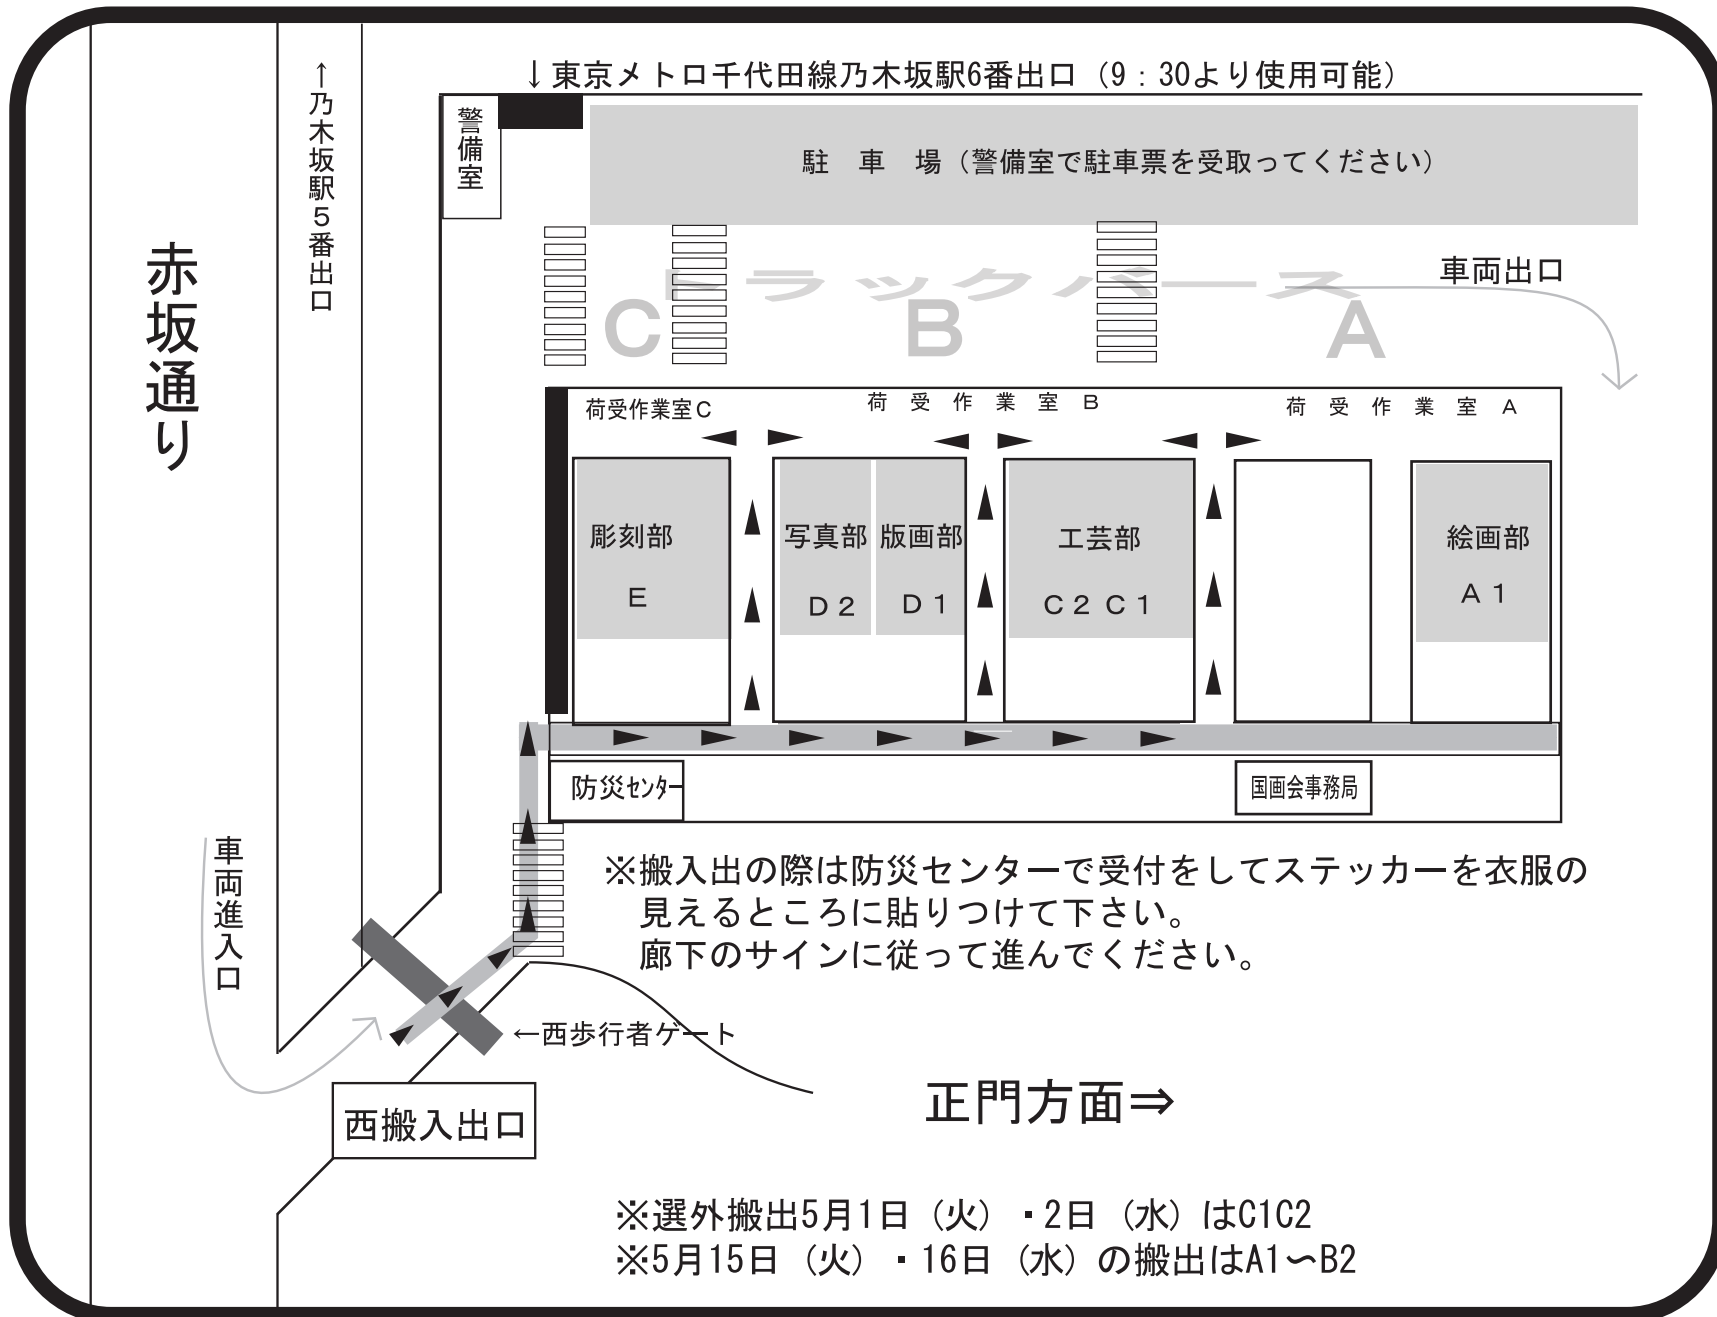 ↓東京メトロ千代田線乃木坂駅6番出口（9：30より使用可能）
↑乃木坂駅５番出口
警備室
駐　車　場（警備室で駐車票を受取ってください）
赤坂通り
トラックバース
車両出口
C
B
A
荷受作業室Ｃ
荷受作業室Ｂ
荷受作業室Ａ
彫刻部
写真部
版画部
工芸部
絵画部
Ｅ
Ｄ２
Ｄ１
Ｃ２ Ｃ１
Ａ１
防災ｾﾝﾀｰ
国画会事務局
車両進入口
※搬入出の際は防災センターで受付をしてステッカーを衣服の
見えるところに貼りつけて下さい。
廊下のサインに従って進んでください。
←西歩行者ゲート
正門方面⇒
西搬入出口
※選外搬出5月1日（火）・2日（水）はC1C2
※5月15日（火）・16日（水）の搬出はA1〜B2